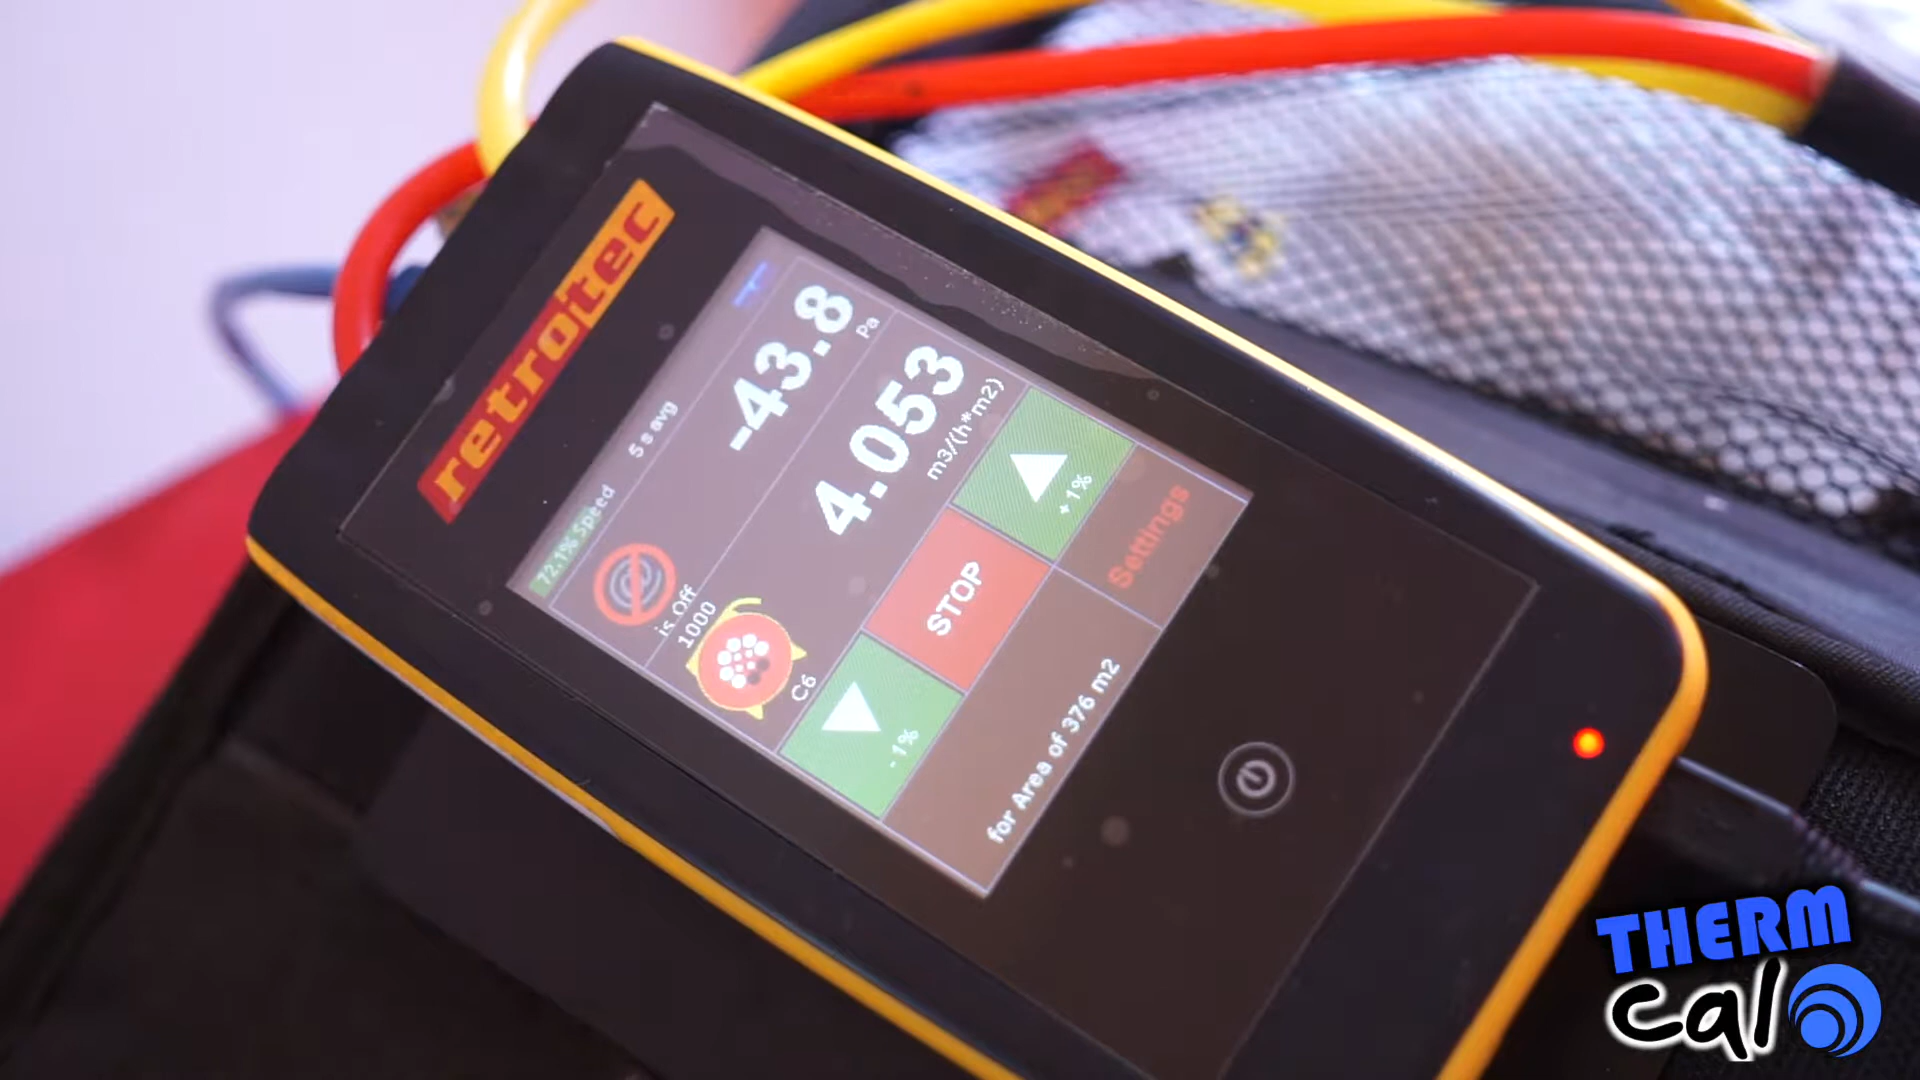 retrotec
72.1% Speed
5 s avg
-43.8
Pa
is Off
4.053
m3/(h*m2)
1000
C6
- 1%
STOP
+ 1%
for Area of 376 m2
Settings
THERM
cal